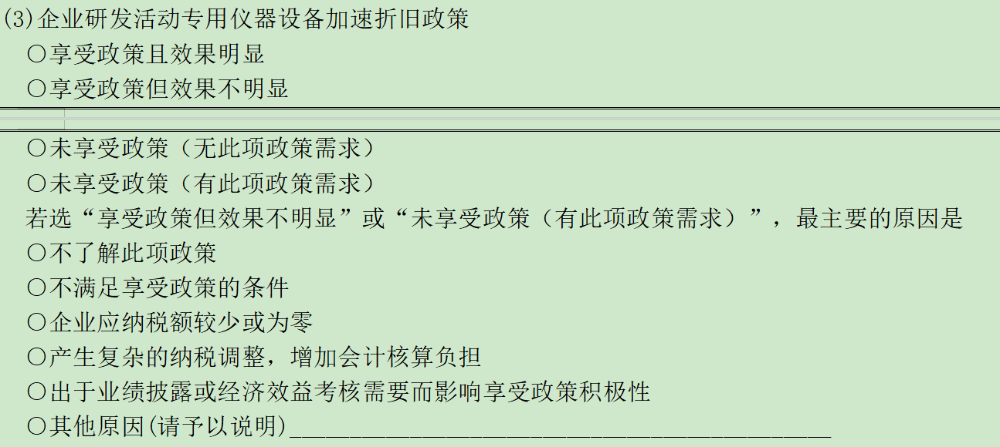 (3)企业研发活动专用仪器设备加速折旧政策
○享受政策且效果明显
○享受政策但效果不明显
○未享受政策（无此项政策需求）
○未享受政策（有此项政策需求）
若选“享受政策但效果不明显”或“未享受政策（有此项政策需求）”，最主要的原因是
○不了解此项政策
○不满足享受政策的条件
○企业应纳税额较少或为零
○产生复杂的纳税调整，增加会计核算负担
○出于业绩披露或经济效益考核需要而影响享受政策积极性
○其他原因(请予以说明)_____________________________________________